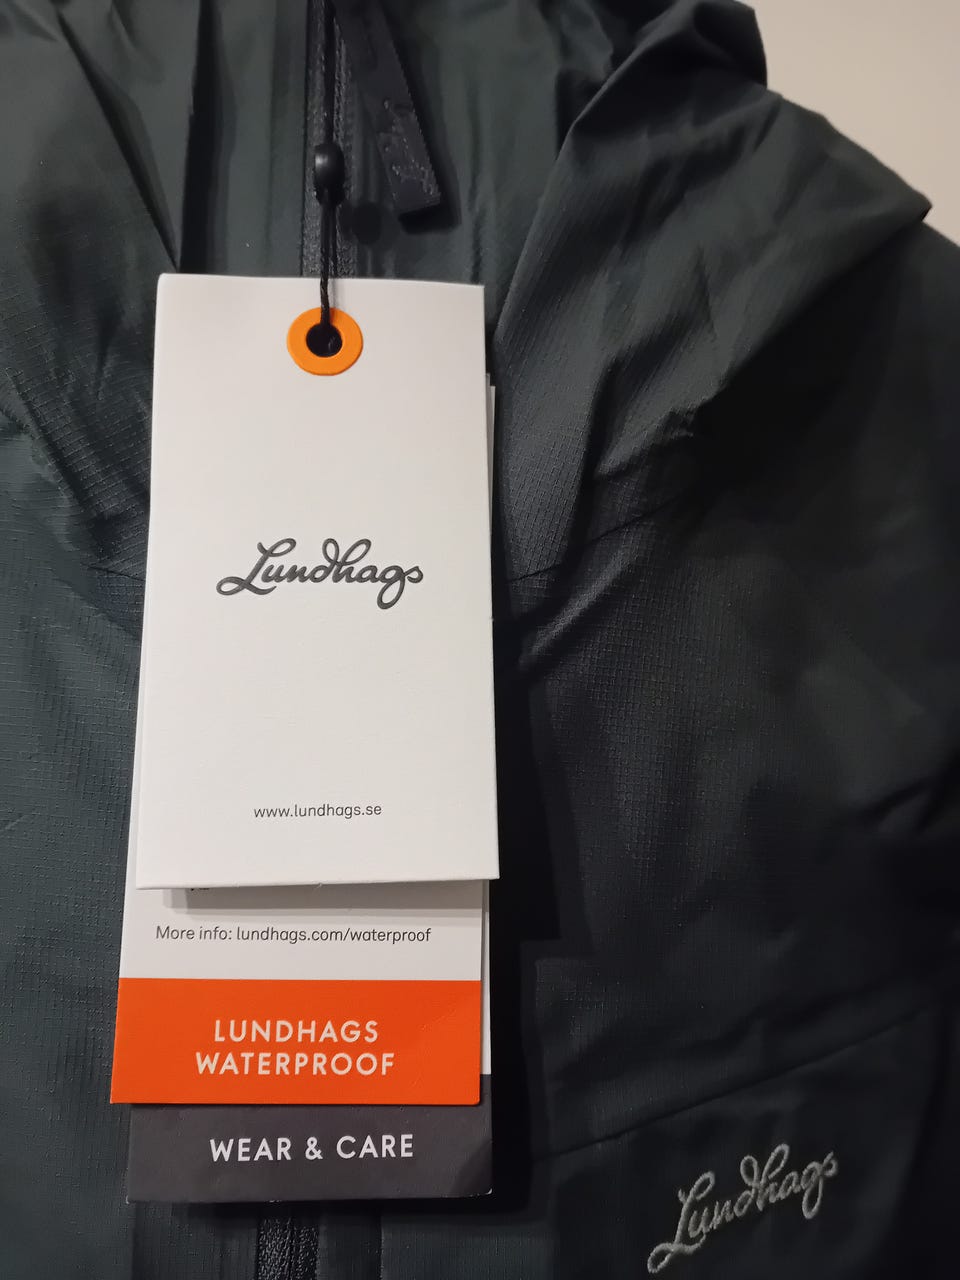 Lundhags
www.lundhags.se
More info: lundhags.com/waterproof
LUNDHAGS
WATERPROOF
WEAR & CARE
Lundhags